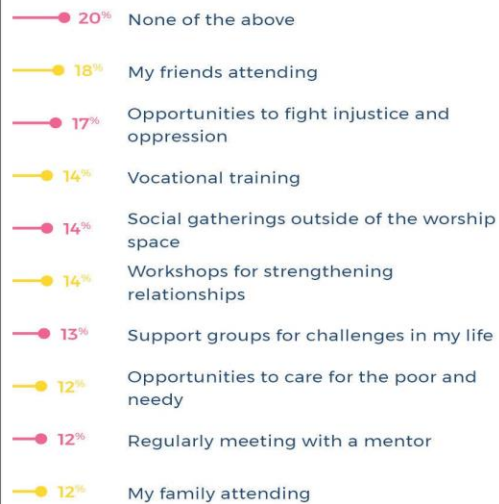 20% None of the above
18% My friends attending
17% Opportunities to fight injustice and
oppression
14% Vocational training
14% Social gatherings outside of the worship
space
14% Workshops for strengthening
relationships
13% Support groups for challenges in my life
12% Opportunities to care for the poor and
needy
12% Regularly meeting with a mentor
12% My family attending